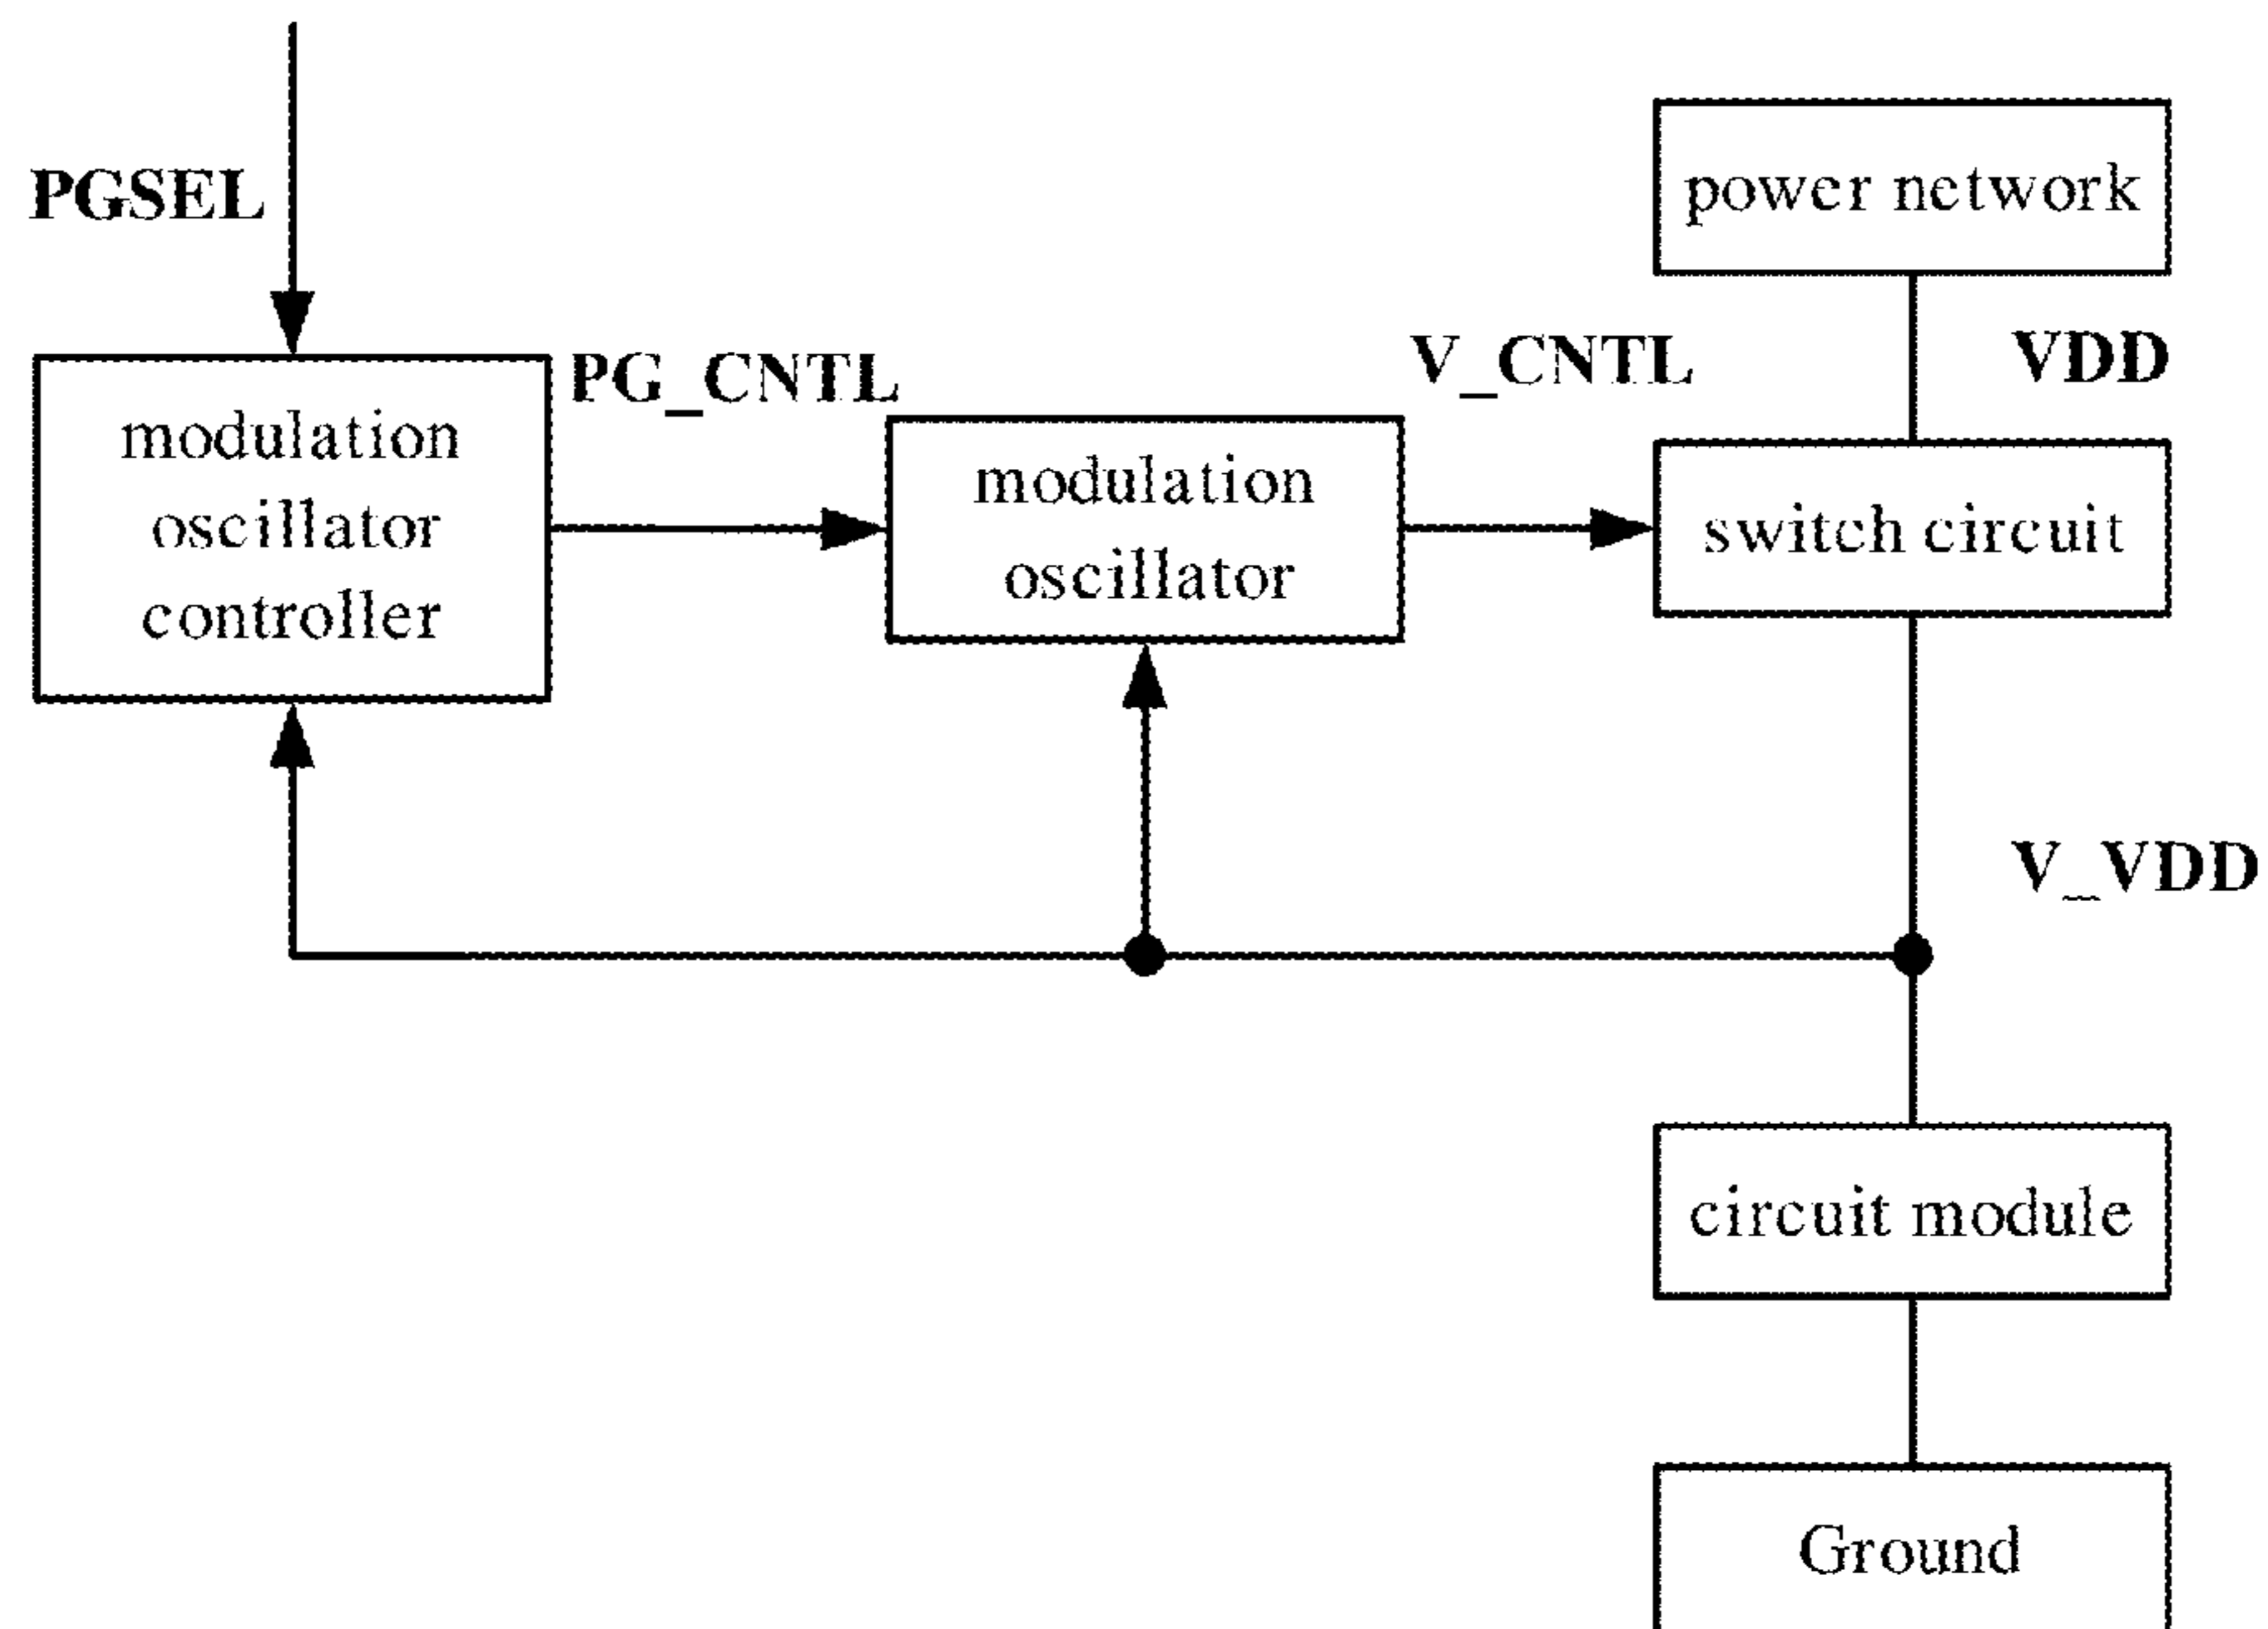 PGSEL
power network
PG_CNTL
V_CNTL
VDD
modulation
oscillator
controller
modulation
oscillator
switch circuit
V_VDD
circuit module
Ground